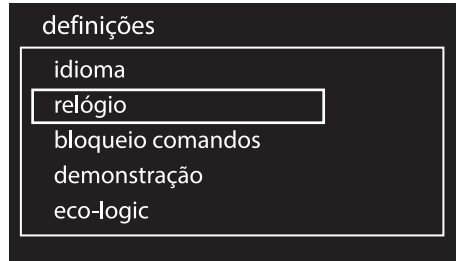 definições
idioma
relógio
bloqueio comandos
demonstração
eco-logic